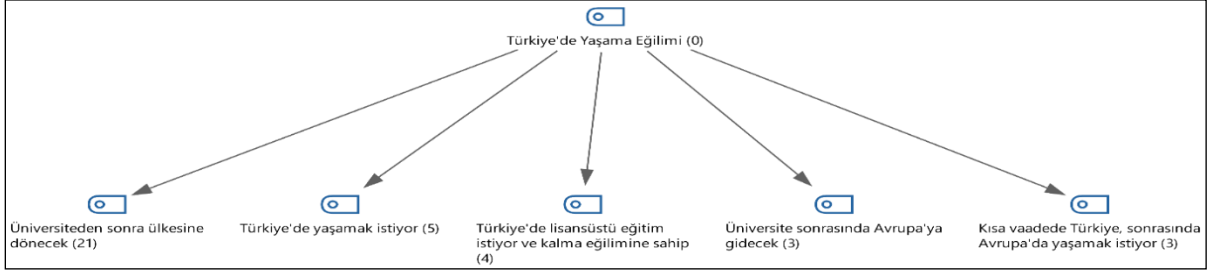 Türkiye'de Yaşama Eğilimi (0)
Üniversiteden sonra ülkesine
dönecek (21)
Türkiye'de yaşamak istiyor (5)
Türkiye'de lisansüstü eğitim
istiyor ve kalma eğilimine sahip
(4)
Üniversite sonrasında Avrupa'ya
gidecek (3)
Kısa vaadede Türkiye, sonrasında
Avrupa'da yaşamak istiyor (3)